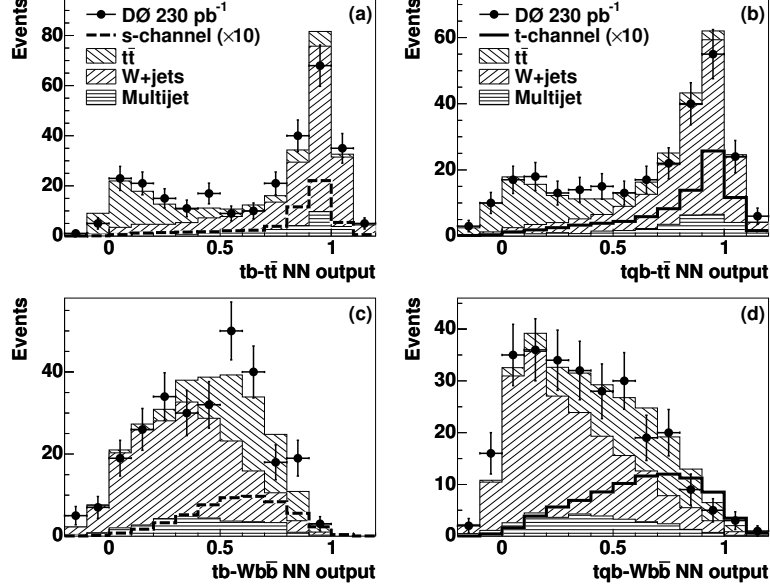 Events
(a)
DØ 230 pb⁻¹
s-channel (×10)
tt̄
W+jets
Multijet
80
60
40
20
0
0 0.5 1
tb-tt̄ NN output
Events
(b)
DØ 230 pb⁻¹
t-channel (×10)
tt̄
W+jets
Multijet
60
40
20
0
0 0.5 1
tqb-tt̄ NN output
Events
(c)
40
20
0
0 0.5 1
tb-Wbb̄ NN output
Events
(d)
40
30
20
10
0
0 0.5 1
tqb-Wbb̄ NN output